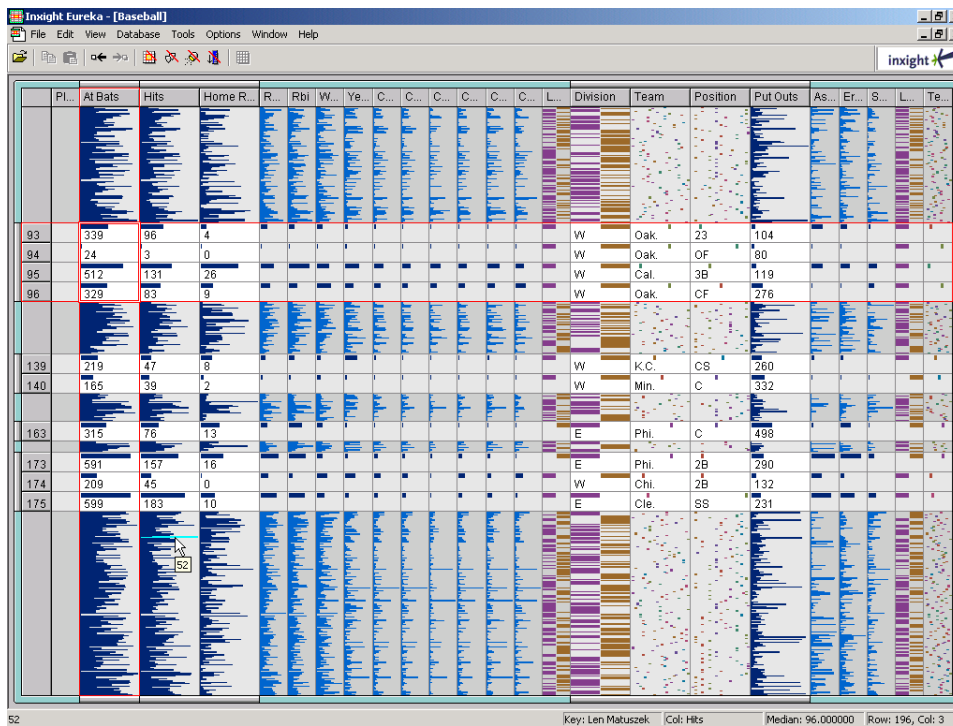 Inxight Eureka - [Baseball]
File Edit View Database Tools Options Window Help
inxight
Pl... At Bats Hits Home R... R... Rbi W... Ye... C... C... C... C... C... C... L... Division Team Position Put Outs As... Er... S... L... Te...
93 339 96 4 W Oak. 23 104
94 24 3 0 W Oak. OF 80
95 512 131 26 W Cal. 3B 119
96 329 83 9 W Oak. CF 276
139 219 47 8 W K.C. CS 260
140 165 39 2 W Min. C 332
163 315 76 13 E Phi. C 498
173 591 157 16 E Phi. 2B 290
174 209 45 0 W Chi. 2B 132
175 599 183 10 E Cle. SS 231
52
52 Key: Len Matuszek Col: Hits Median: 96.000000 Row: 196, Col: 3